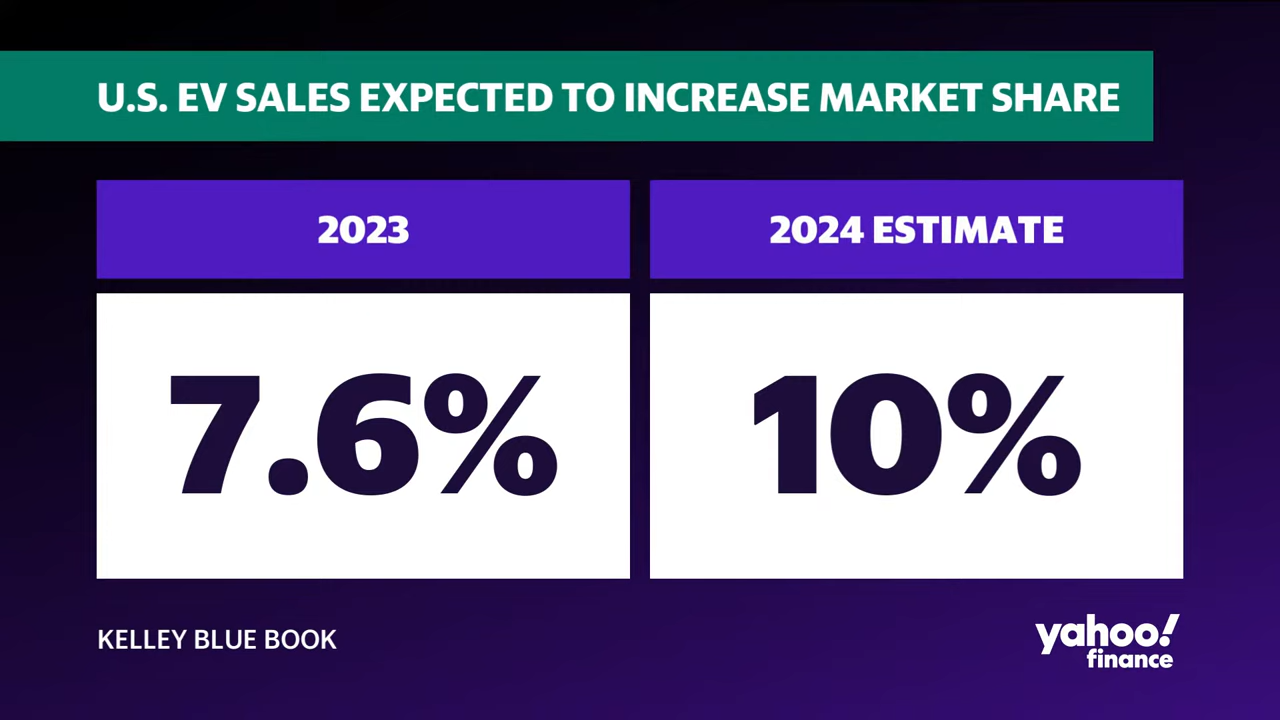 U.S. EV SALES EXPECTED TO INCREASE MARKET SHARE
2023
2024 ESTIMATE
7.6%
10%
KELLEY BLUE BOOK
yahoo!
finance